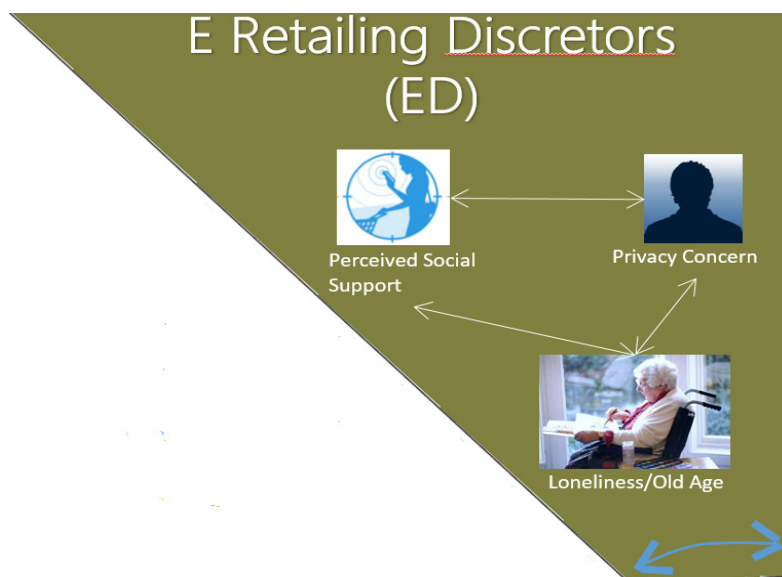 E Retailing Discretors
(ED)
Perceived Social
Support
Privacy Concern
Loneliness/Old Age